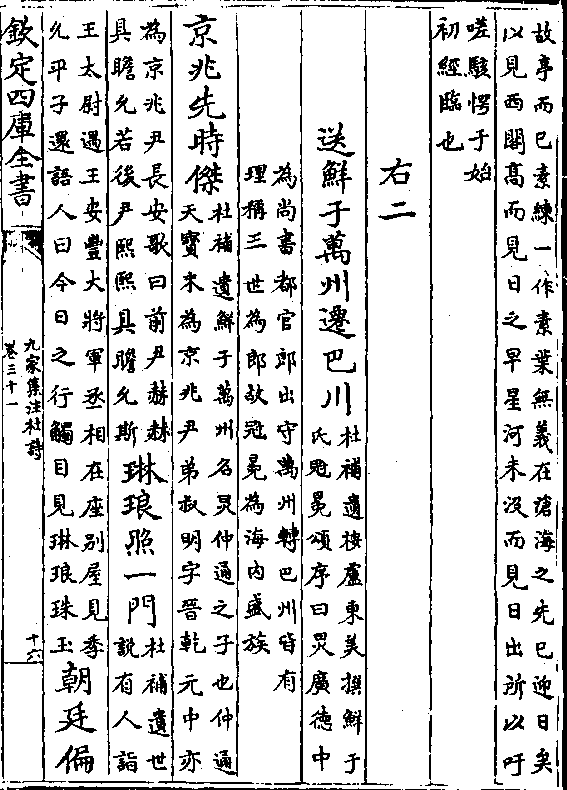 故亭而已素練一作素葉無義在滄海之先已迎日矣
以見西閣高而見日之早星河未沒而見日出所以吁
嗟駭愕于始
初經臨也
右二
送鮮于萬州遷巴川
杜補遺按盧東美撰鮮于
氏冠冕頌序曰炅廣德中
為尚書都官郎出守萬州轉巴州皆有
理稱三世為郎故冠冕為海内盛族
京兆先時傑
杜補遺鮮于萬州名炅仲通之子也仲通
天寳末為京兆尹弟叔明字晉乾元中亦
為京兆尹長安歌曰前尹赫赫
具瞻允若後尹熙熙具瞻允斯
琳琅照一門
杜補遺世
說有人詣
王太尉遇王安豐大將軍丞相在座别屋見季
允平子還語人曰今日之行觸目見琳琅珠玉
朝廷偏
欽定四庫全書
九家集注杜詩
卷三十一
十六